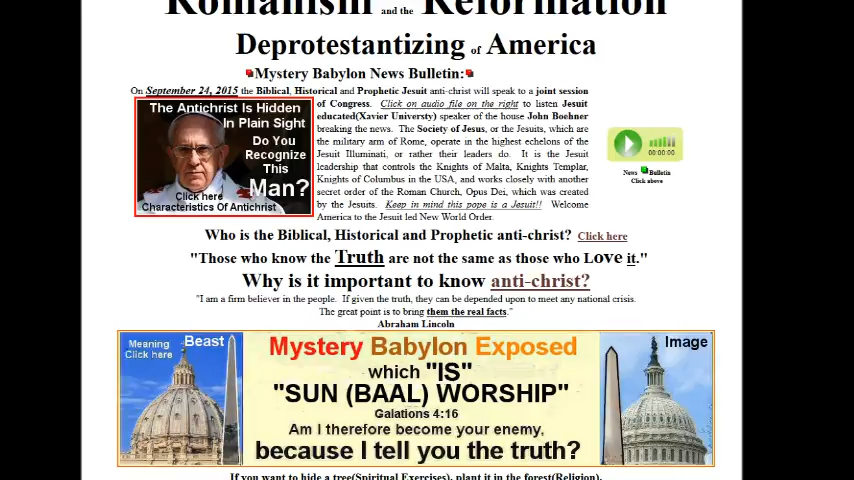 Romanism and the Reformation
Deprotestantizing of America
Mystery Babylon News Bulletin:
On September 24, 2015 the Biblical, Historical and Prophetic Jesuit anti-christ will speak to a joint session
of Congress. Click on audio file on the right to listen Jesuit
educated(Xavier Universty) speaker of the house John Boehner
breaking the news. The Society of Jesus, or the Jesuits, which are
the military arm of Rome, operate in the highest echelons of the
Jesuit Illuminati, or rather their leaders do. It is the Jesuit
leadership that controls the Knights of Malta, Knights Templar,
Knights of Columbus in the USA, and works closely with another
secret order of the Roman Church, Opus Dei, which was created
by the Jesuits. Keep in mind this pope is a Jesuit!! Welcome
America to the Jesuit led New World Order.
The Antichrist Is Hidden
In Plain Sight
Do You
Recognize
This
Man?
Click here
Characteristics Of Antichrist
00:00:00
News Bulletin
Click above
Who is the Biblical, Historical and Prophetic anti-christ? Click here
"Those who know the Truth are not the same as those who Love it."
Why is it important to know anti-christ?
"I am a firm believer in the people. If given the truth, they can be depended upon to meet any national crisis.
The great point is to bring them the real facts."
Abraham Lincoln
Meaning
Click here
Beast
Mystery Babylon Exposed
which "IS"
"SUN (BAAL) WORSHIP"
Galations 4:16
Am I therefore become your enemy,
because I tell you the truth?
Image
If you want to hide a tree(Spiritual Exercises), plant it in the forest(Religion).